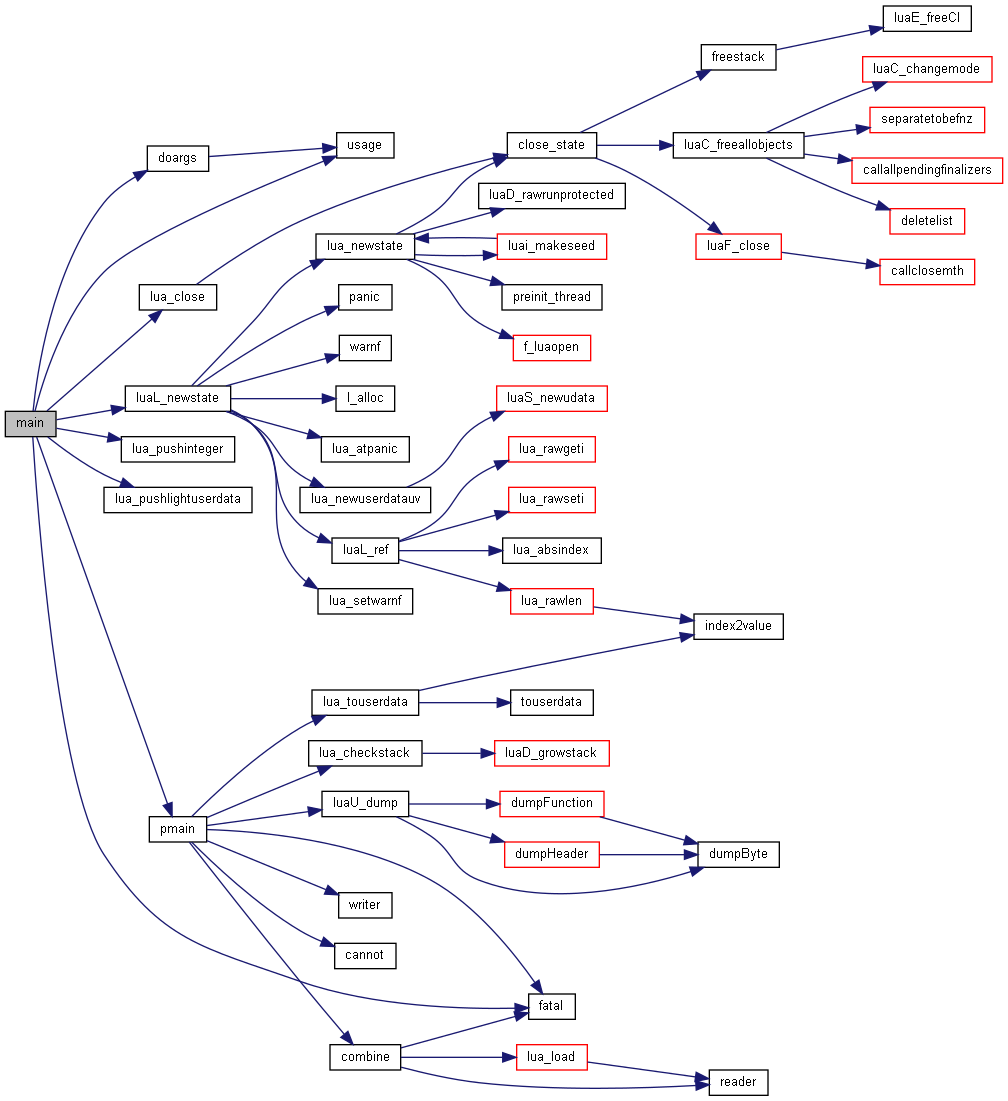 main
doargs
usage
lua_close
luaL_newstate
lua_pushinteger
lua_pushlightuserdata
pmain
lua_newstate
panic
warnf
l_alloc
lua_atpanic
lua_newuserdatauv
luaL_ref
lua_setwarnf
lua_touserdata
lua_checkstack
luaU_dump
writer
cannot
combine
close_state
luaD_rawrunprotected
luai_makeseed
preinit_thread
f_luaopen
luaS_newudata
lua_rawgeti
lua_rawseti
lua_absindex
lua_rawlen
touserdata
luaD_growstack
dumpFunction
dumpHeader
fatal
lua_load
freestack
luaC_freeallobjects
luaF_close
index2value
dumpByte
reader
luaE_freeCI
luaC_changemode
separatetobefnz
callallpendingfinalizers
deletelist
callclosemth